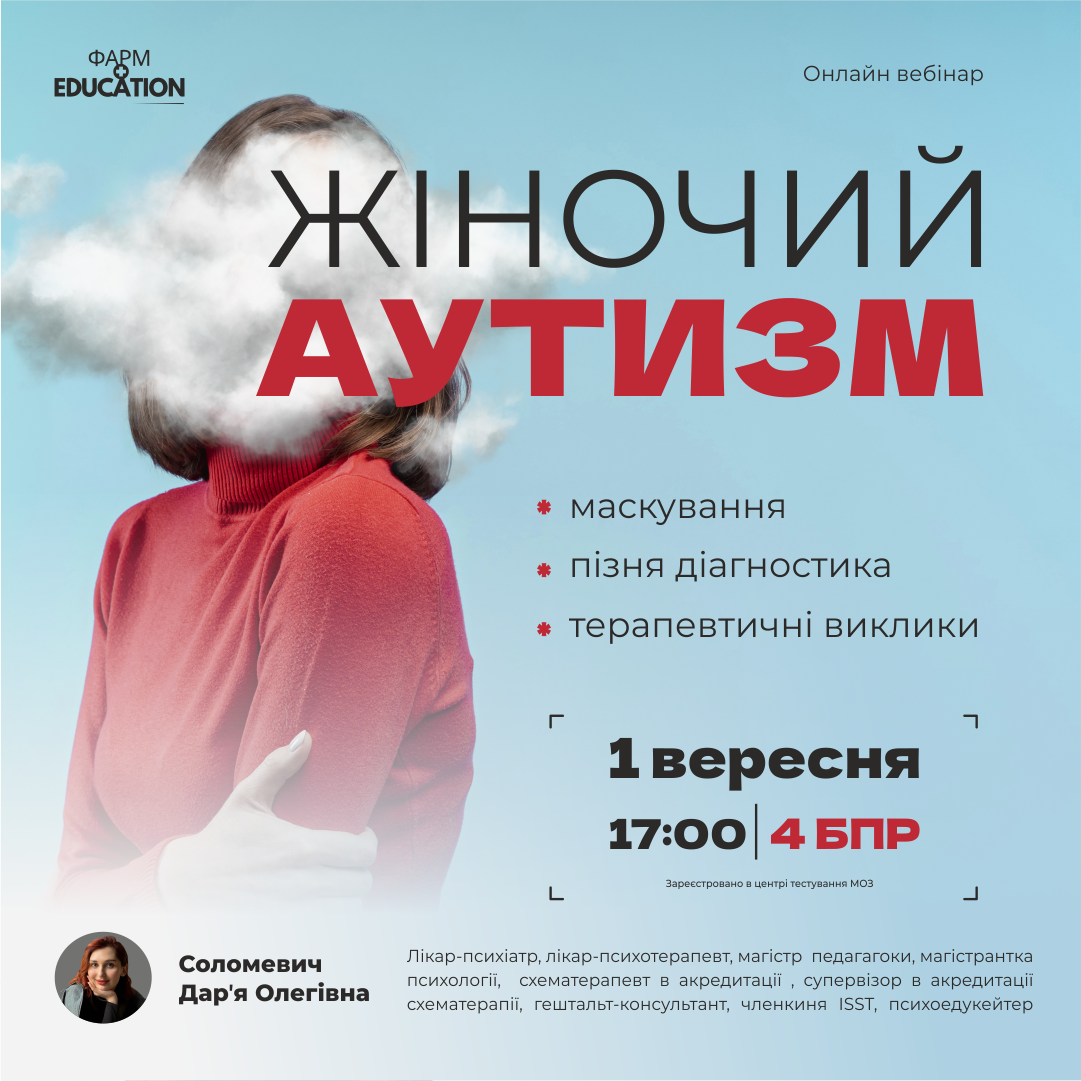 ФАРМ
EDUCATION
Онлайн вебінар
ЖІНОЧИЙ
АУТИЗМ
маскування
пізня діагностика
терапевтичні виклики
1 вересня
17:00 | 4 БПР
Зареєстровано в центрі тестування МОЗ
Соломевич
Дар'я Олегівна
Лікар-психіатр, лікар-психотерапевт, магістр педагагоки, магістрантка
психології, схематерапевт в акредитації , супервізор в акредитації
схематерапії, гештальт-консультант, членкиня ISST, психоедукейтер